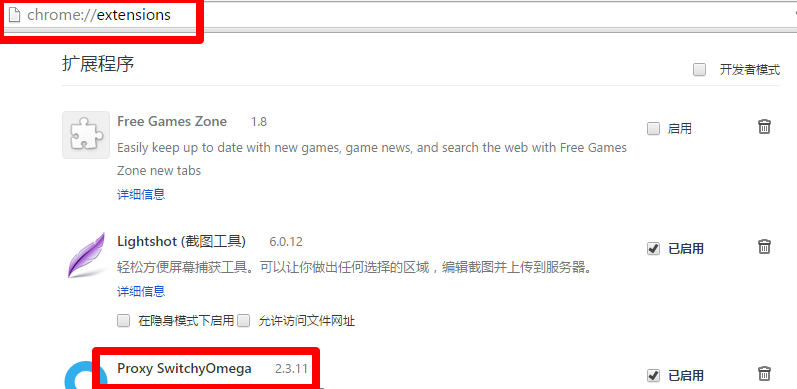 chrome://extensions
扩展程序
开发者模式
Free Games Zone 1.8
启用
Easily keep up to date with new games, game news, and search the web with Free Games
Zone new tabs
详细信息
Lightshot (截图工具) 6.0.12
已启用
轻松方便屏幕捕获工具。可以让你做出任何选择的区域，编辑截图并上传到服务器。
详细信息
在隐身模式下启用 允许访问文件网址
Proxy SwitchyOmega 2.3.11
已启用